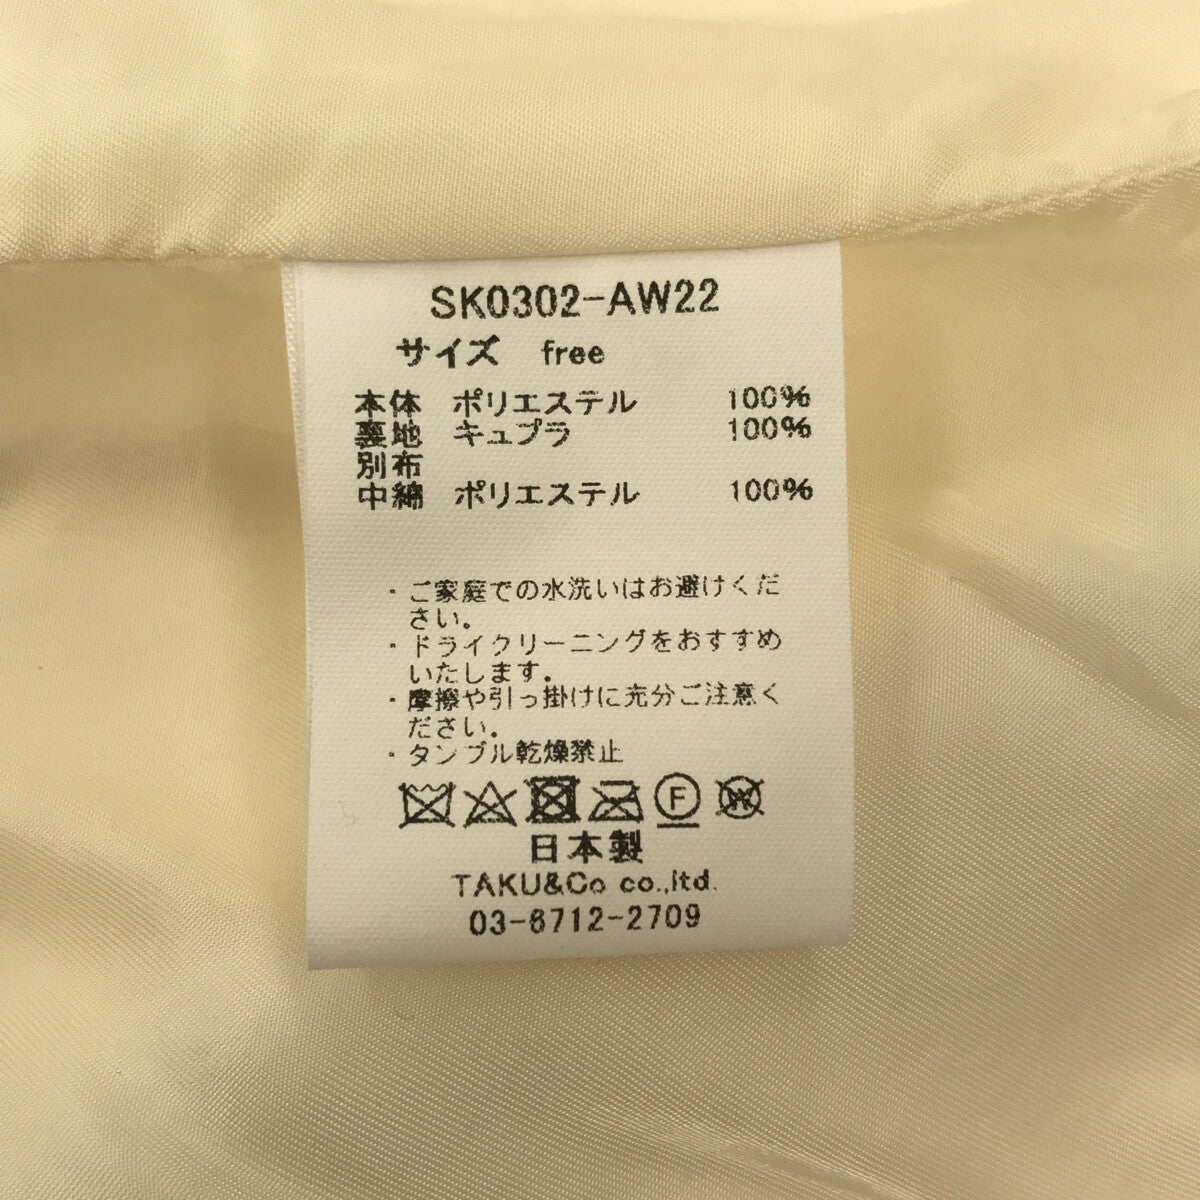 SK0302-AW22
サイズ free
本体 ポリエステル 100%
裏地 キュプラ 100%
別布
中綿 ポリエステル 100%
・ご家庭での水洗いはお避けくだ
さい。
・ドライクリーニングをおすすめ
いたします。
・摩擦や引っ掛けに充分ご注意く
ださい。
・タンブル乾燥禁止
F W
日本製
TAKU&Co co.,ltd.
03-6712-2709